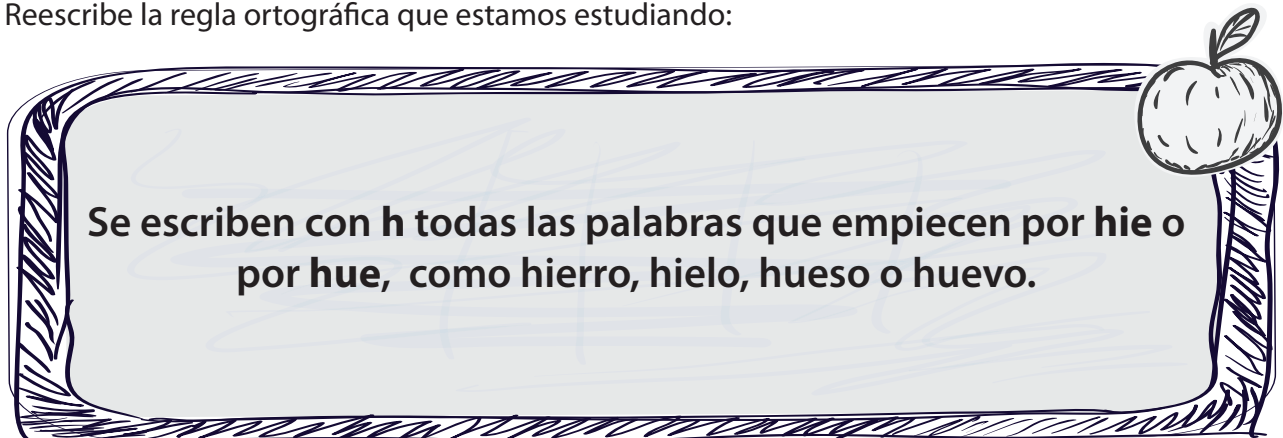 Reescribe la regla ortográfica que estamos estudiando:
Se escriben con h todas las palabras que empiecen por hie o
por hue, como hierro, hielo, hueso o huevo.